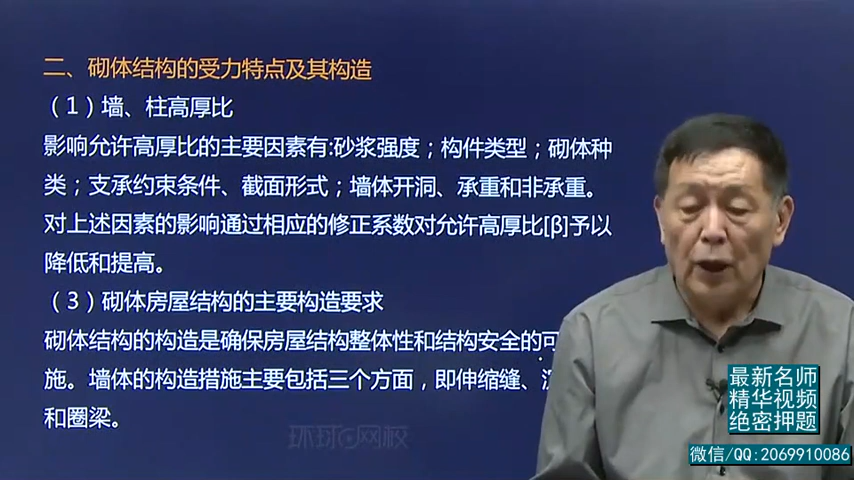 二、砌体结构的受力特点及其构造
（1）墙、柱高厚比
影响允许高厚比的主要因素有:砂浆强度；构件类型；砌体种
类；支承约束条件、截面形式；墙体开洞、承重和非承重。
对上述因素的影响通过相应的修正系数对允许高厚比[β]予以
降低和提高。
（3）砌体房屋结构的主要构造要求
砌体结构的构造是确保房屋结构整体性和结构安全的可
施。墙体的构造措施主要包括三个方面，即伸缩缝、沉
和圈梁。
环球网校
最新名师
精华视频
绝密押题
微信/QQ:2069910086